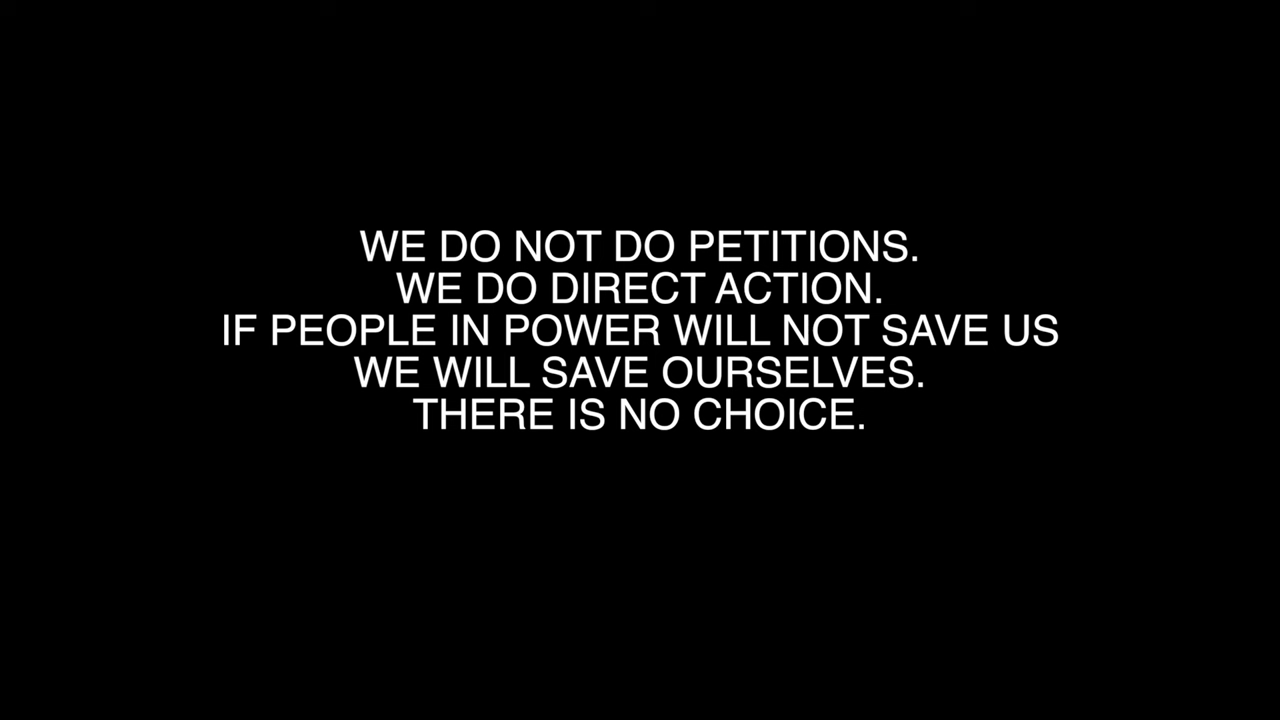 WE DO NOT DO PETITIONS.
WE DO DIRECT ACTION.
IF PEOPLE IN POWER WILL NOT SAVE US
WE WILL SAVE OURSELVES.
THERE IS NO CHOICE.